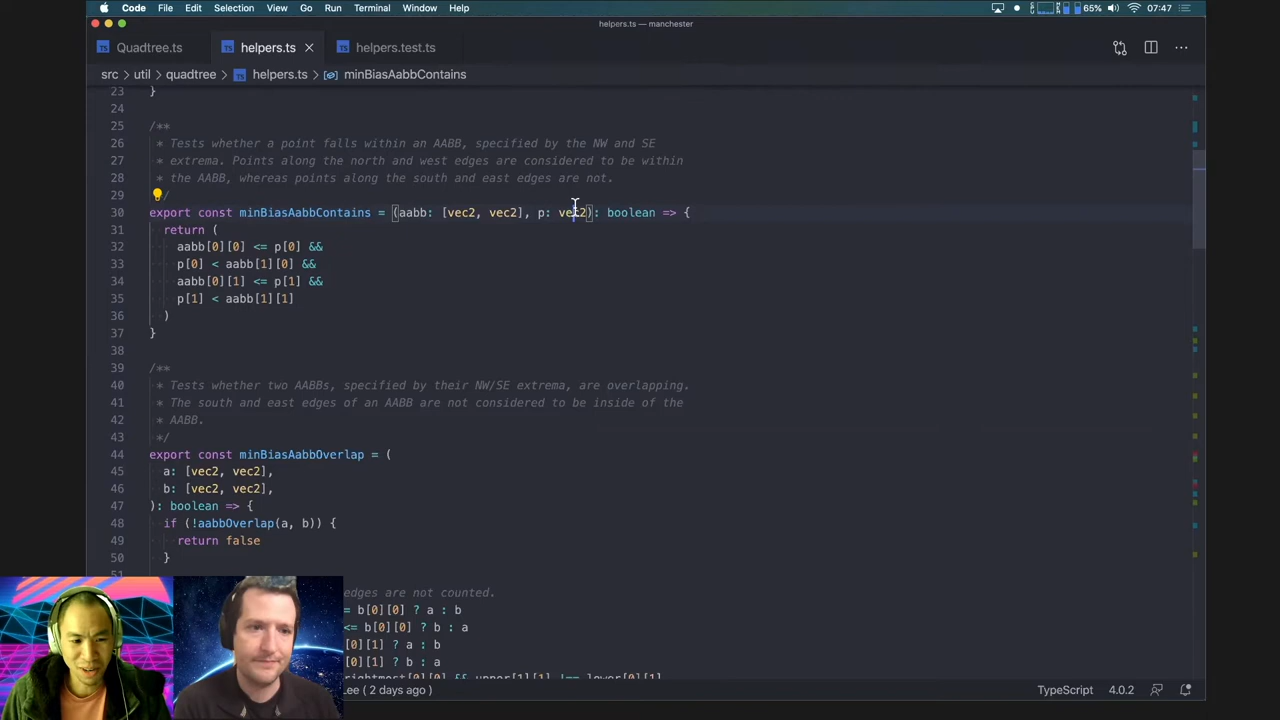 Code File Edit Selection View Go Run Terminal Window Help 65% 07:47
helpers.ts — manchester
TS Quadtree.ts TS helpers.ts TS helpers.test.ts
src › util › quadtree › TS helpers.ts › minBiasAabbContains
23 }
24
25 /**
26 * Tests whether a point falls within an AABB, specified by the NW and SE
27 * extrema. Points along the north and west edges are considered to be within
28 * the AABB, whereas points along the south and east edges are not.
29 /
30 export const minBiasAabbContains = (aabb: [vec2, vec2], p: vec2): boolean => {
31 return (
32 aabb[0][0] <= p[0] &&
33 p[0] < aabb[1][0] &&
34 aabb[0][1] <= p[1] &&
35 p[1] < aabb[1][1]
36 )
37 }
38
39 /**
40 * Tests whether two AABBs, specified by their NW/SE extrema, are overlapping.
41 * The south and east edges of an AABB are not considered to be inside of the
42 * AABB.
43 */
44 export const minBiasAabbOverlap = (
45 a: [vec2, vec2],
46 b: [vec2, vec2],
47 ): boolean => {
48 if (!aabbOverlap(a, b)) {
49 return false
50 }
edges are not counted.
= b[0][0] ? a : b
<= b[0][0] ? b : a
[0][1] ? a : b
[0][1] ? b : a
Lee ( 2 days ago ) TypeScript 4.0.2